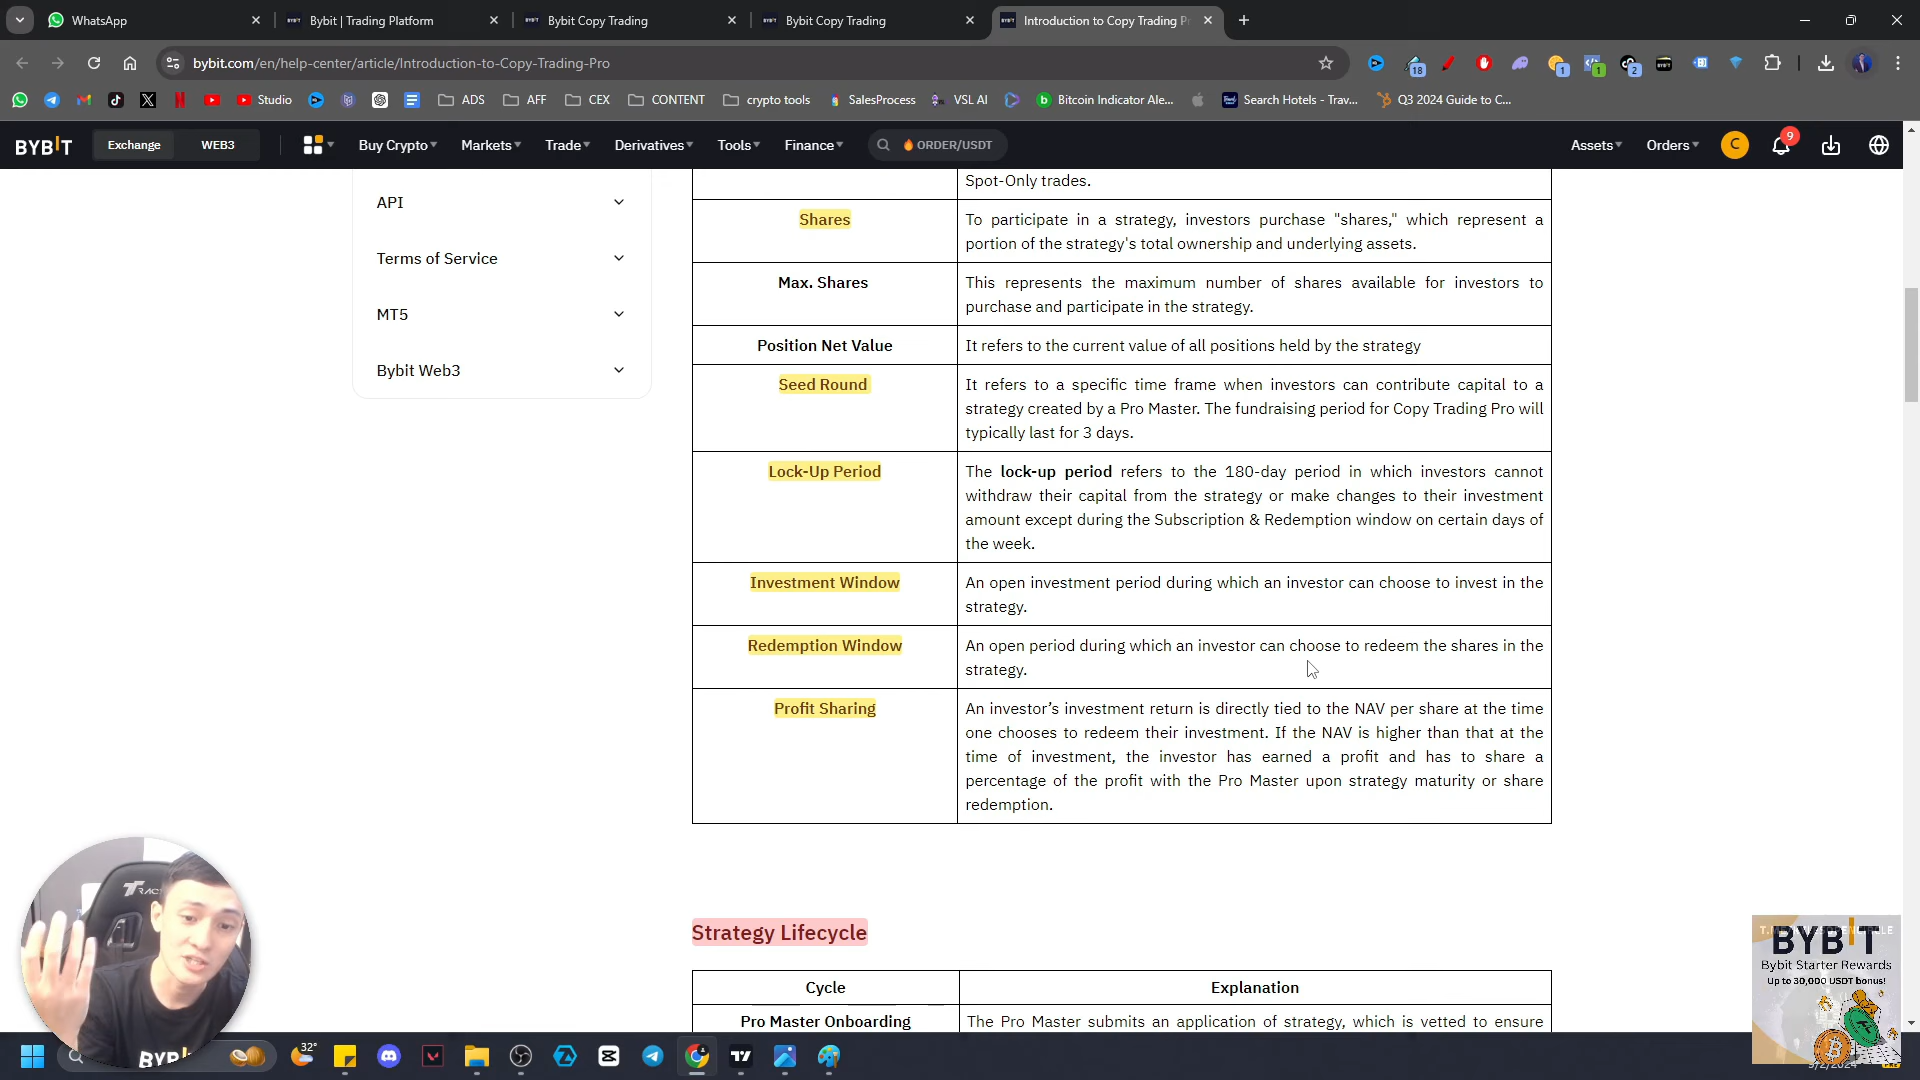 WhatsApp
Bybit | Trading Platform
Bybit Copy Trading
Bybit Copy Trading
Introduction to Copy Trading P
bybit.com/en/help-center/article/Introduction-to-Copy-Trading-Pro
18
1
1
2
Studio
ADS
AFF
CEX
CONTENT
crypto tools
SalesProcess
VSL AI
Bitcoin Indicator Ale...
Search Hotels - Trav...
Q3 2024 Guide to C...
BYBIT
Exchange
WEB3
Buy Crypto
Markets
Trade
Derivatives
Tools
Finance
ORDER/USDT
Assets
Orders
C
9
API
Terms of Service
MT5
Bybit Web3
Spot-Only trades.
Shares
To participate in a strategy, investors purchase "shares," which represent a
portion of the strategy's total ownership and underlying assets.
Max. Shares
This represents the maximum number of shares available for investors to
purchase and participate in the strategy.
Position Net Value
It refers to the current value of all positions held by the strategy
Seed Round
It refers to a specific time frame when investors can contribute capital to a
strategy created by a Pro Master. The fundraising period for Copy Trading Pro will
typically last for 3 days.
Lock-Up Period
The lock-up period refers to the 180-day period in which investors cannot
withdraw their capital from the strategy or make changes to their investment
amount except during the Subscription & Redemption window on certain days of
the week.
Investment Window
An open investment period during which an investor can choose to invest in the
strategy.
Redemption Window
An open period during which an investor can choose to redeem the shares in the
strategy.
Profit Sharing
An investor’s investment return is directly tied to the NAV per share at the time
one chooses to redeem their investment. If the NAV is higher than that at the
time of investment, the investor has earned a profit and has to share a
percentage of the profit with the Pro Master upon strategy maturity or share
redemption.
Strategy Lifecycle
Cycle
Explanation
Pro Master Onboarding
The Pro Master submits an application of strategy, which is vetted to ensure
BYBIT
Bybit Starter Rewards
Up to 30,000 USDT bonus!
32°
9/2/2024